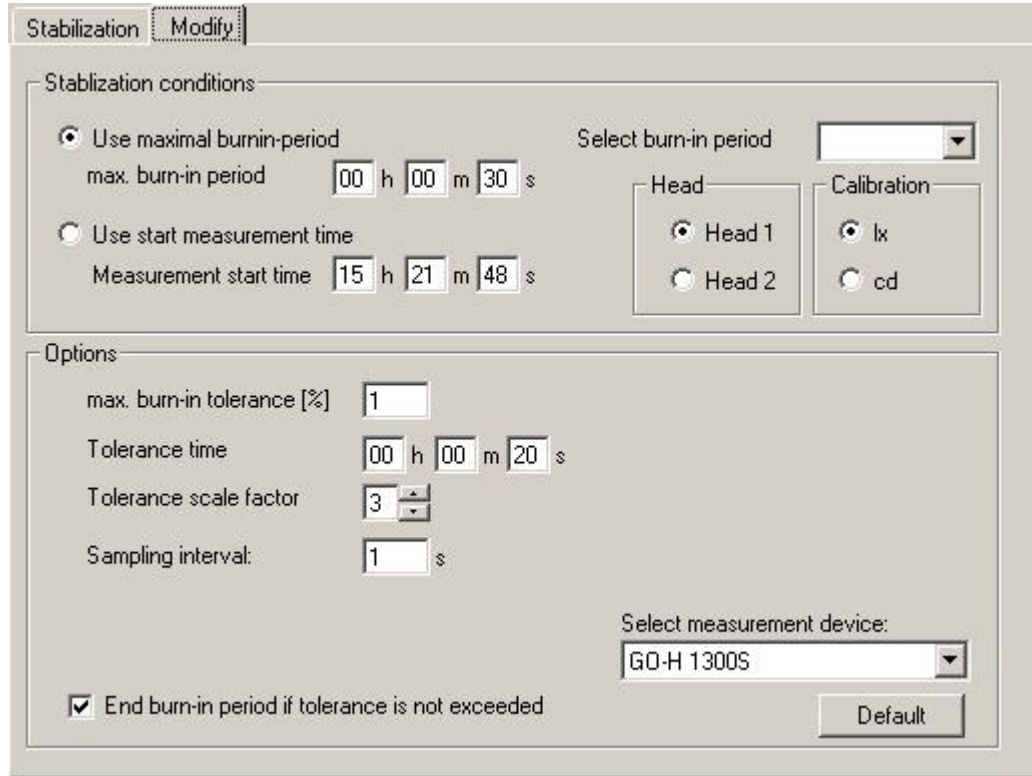 Stabilization Modify
Stablization conditions
Use maximal burnin-period
max. burn-in period 00 h 00 m 30 s
Use start measurement time
Measurement start time 15 h 21 m 48 s
Select burn-in period
Head
Head 1
Head 2
Calibration
lx
cd
Options
max. burn-in tolerance [%] 1
Tolerance time 00 h 00 m 20 s
Tolerance scale factor 3
Sampling interval: 1 s
Select measurement device:
GO-H 1300S
End burn-in period if tolerance is not exceeded
Default